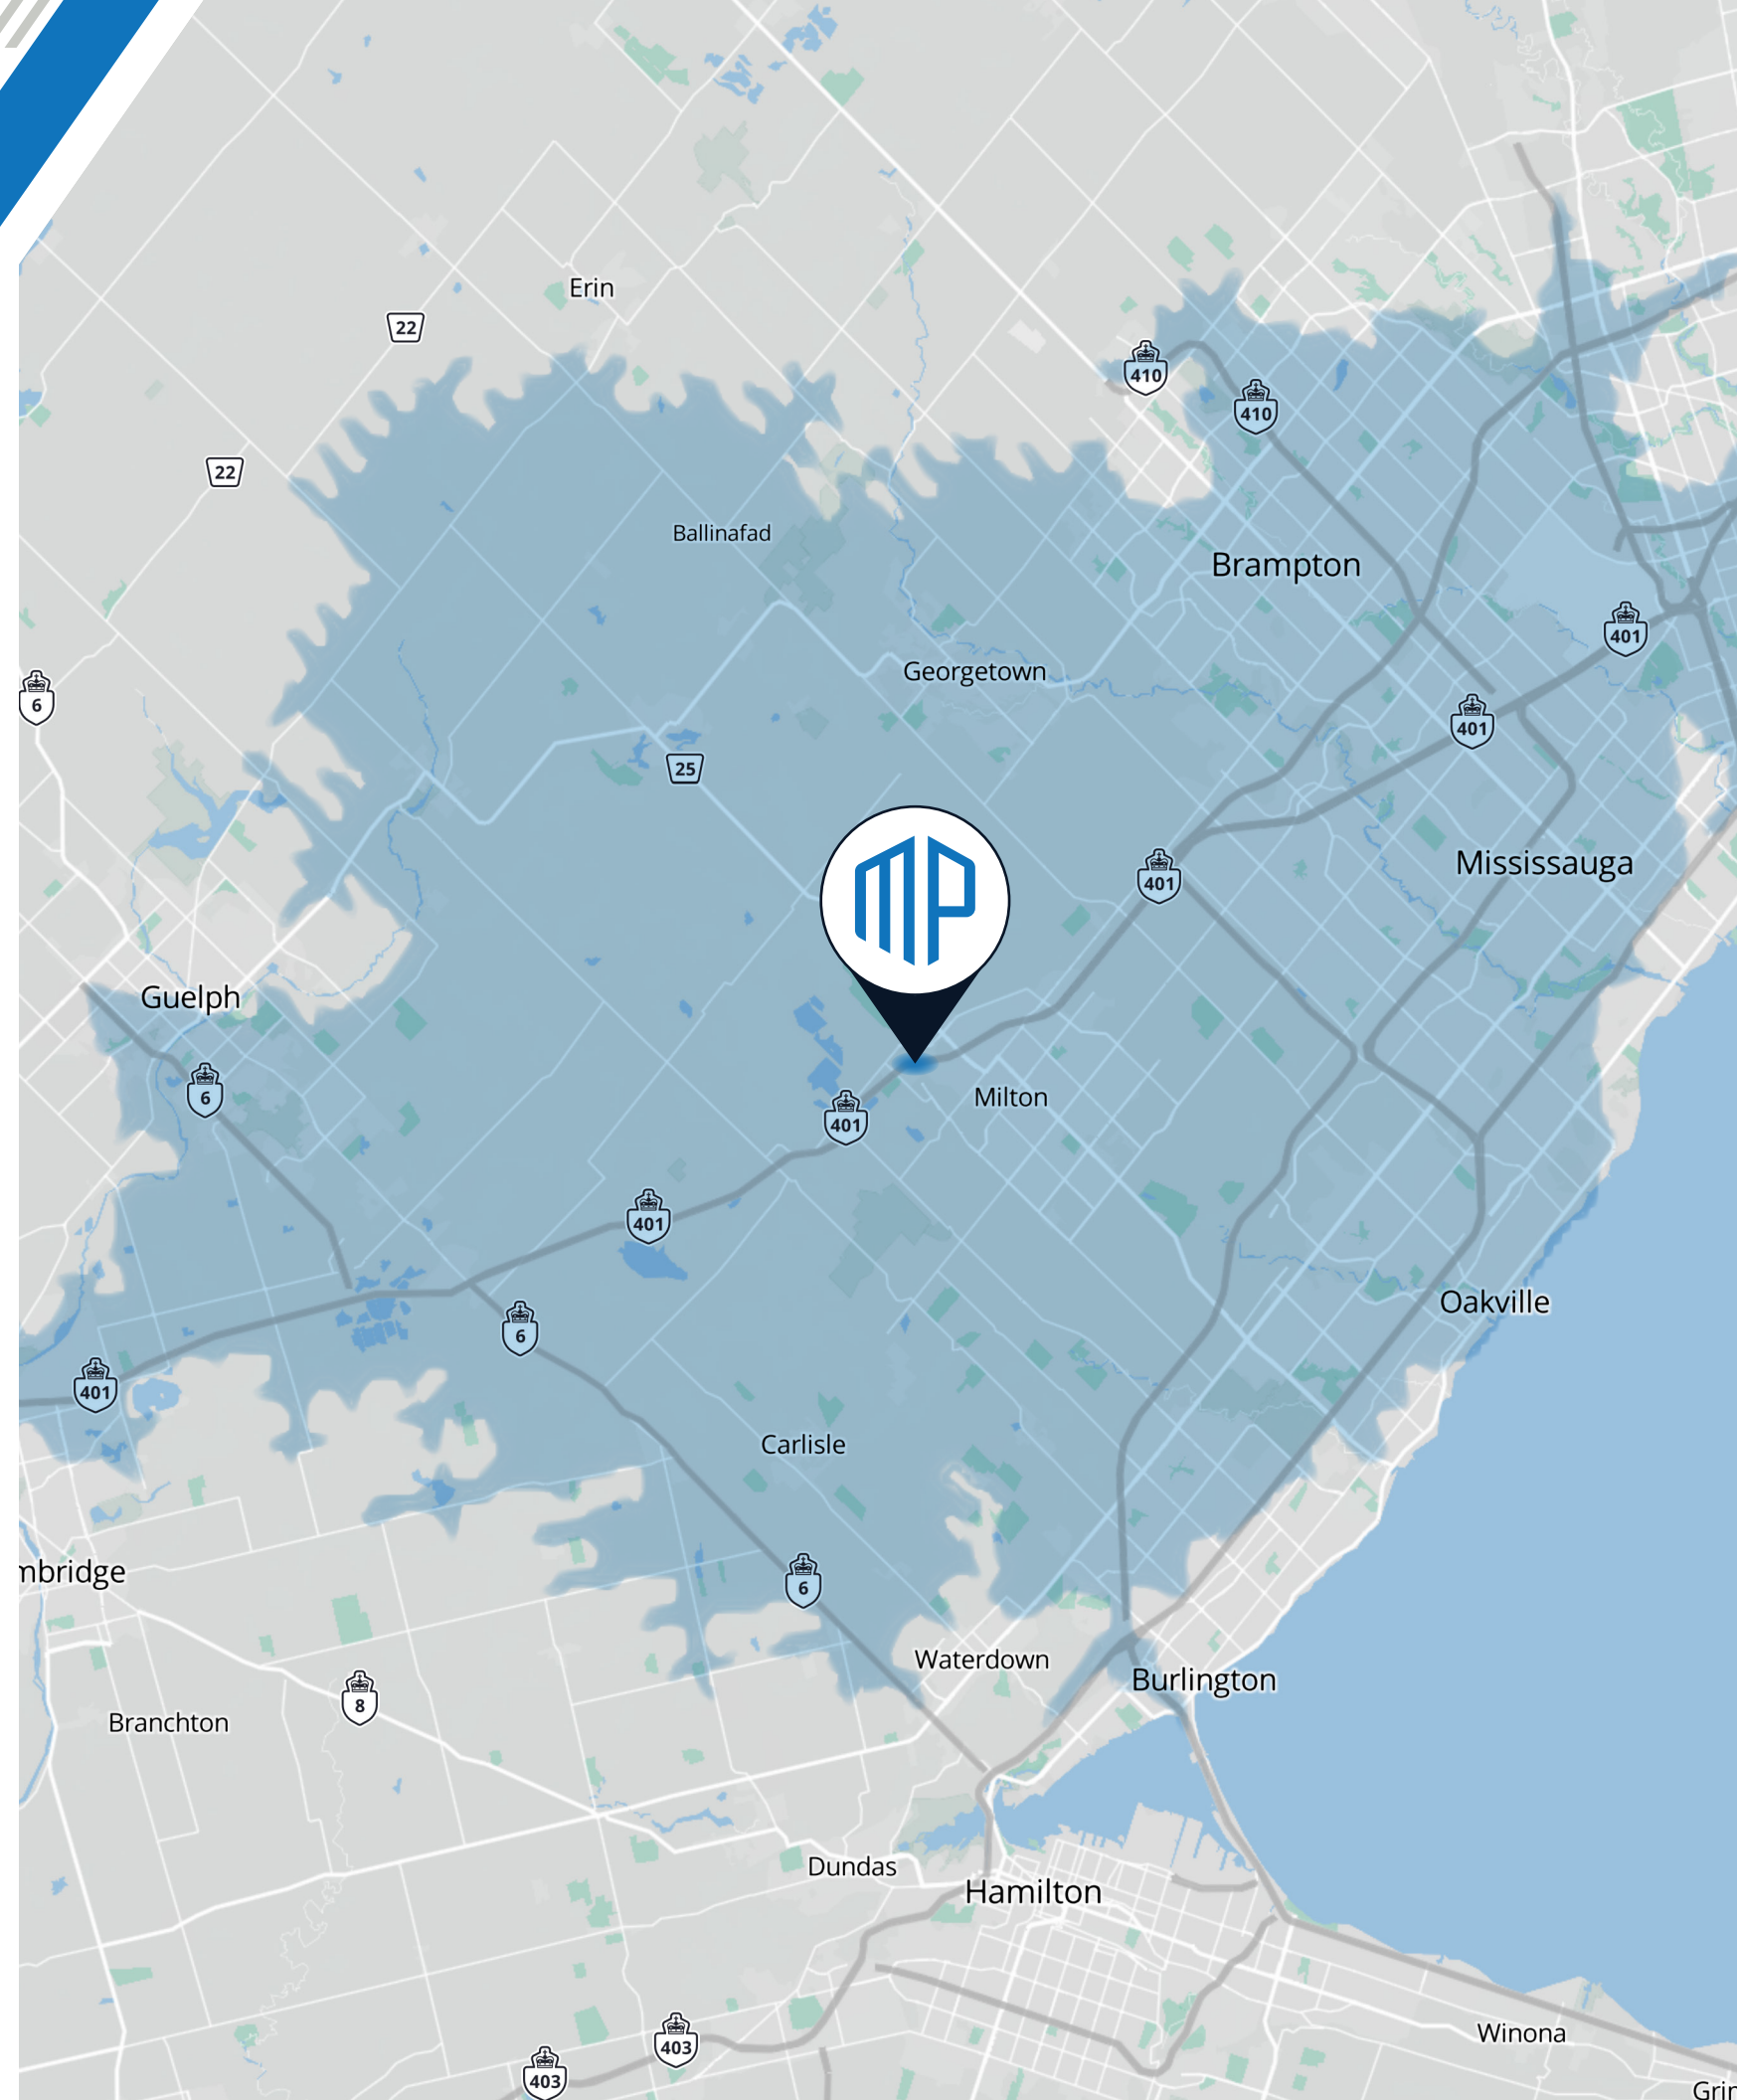 Erin
22
410
410
22
Ballinafad
Brampton
401
Georgetown
6
401
25
Mississauga
401
MP
Guelph
6
Milton
401
401
Oakville
6
401
Carlisle
mbridge
6
Waterdown
Burlington
8
Branchton
Dundas
Hamilton
Winona
403
403
Grir